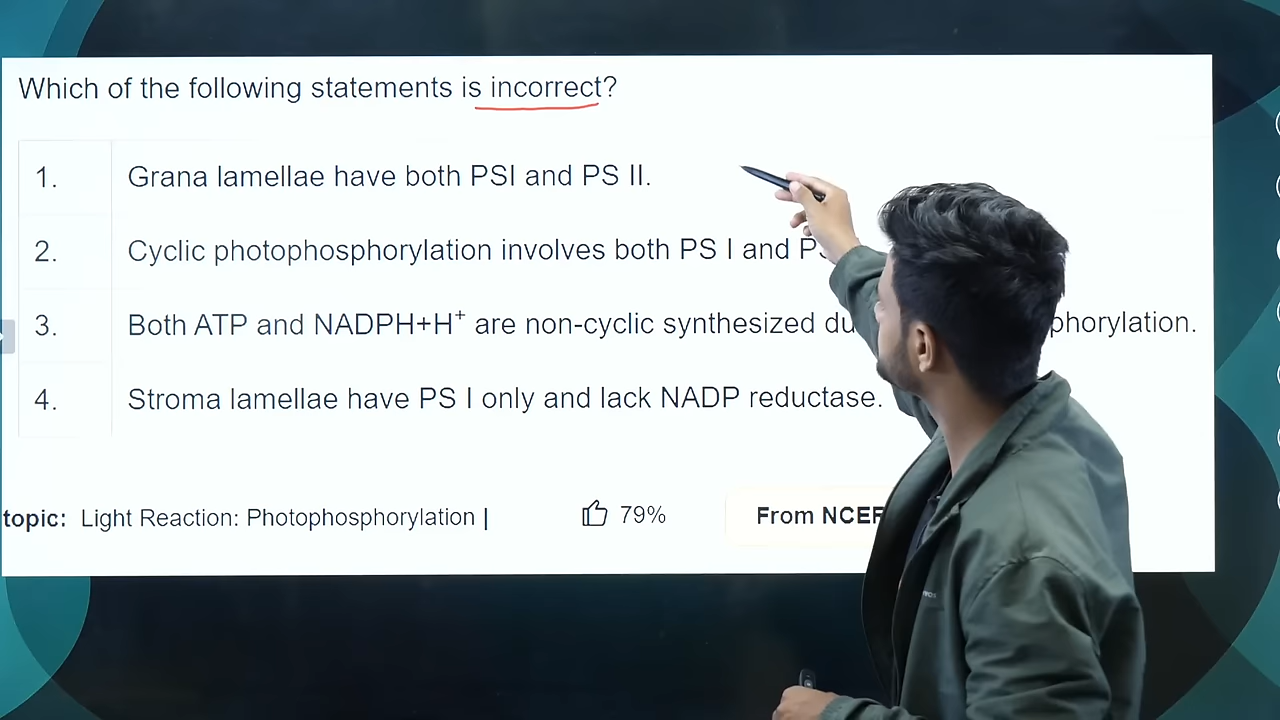 Which of the following statements is incorrect?
1. Grana lamellae have both PSI and PS II.
2. Cyclic photophosphorylation involves both PS I and
3. Both ATP and NADPH+H⁺ are non-cyclic synthesized phorylation.
4. Stroma lamellae have PS I only and lack NADP reductase.
topic: Light Reaction: Photophosphorylation |
79%
From